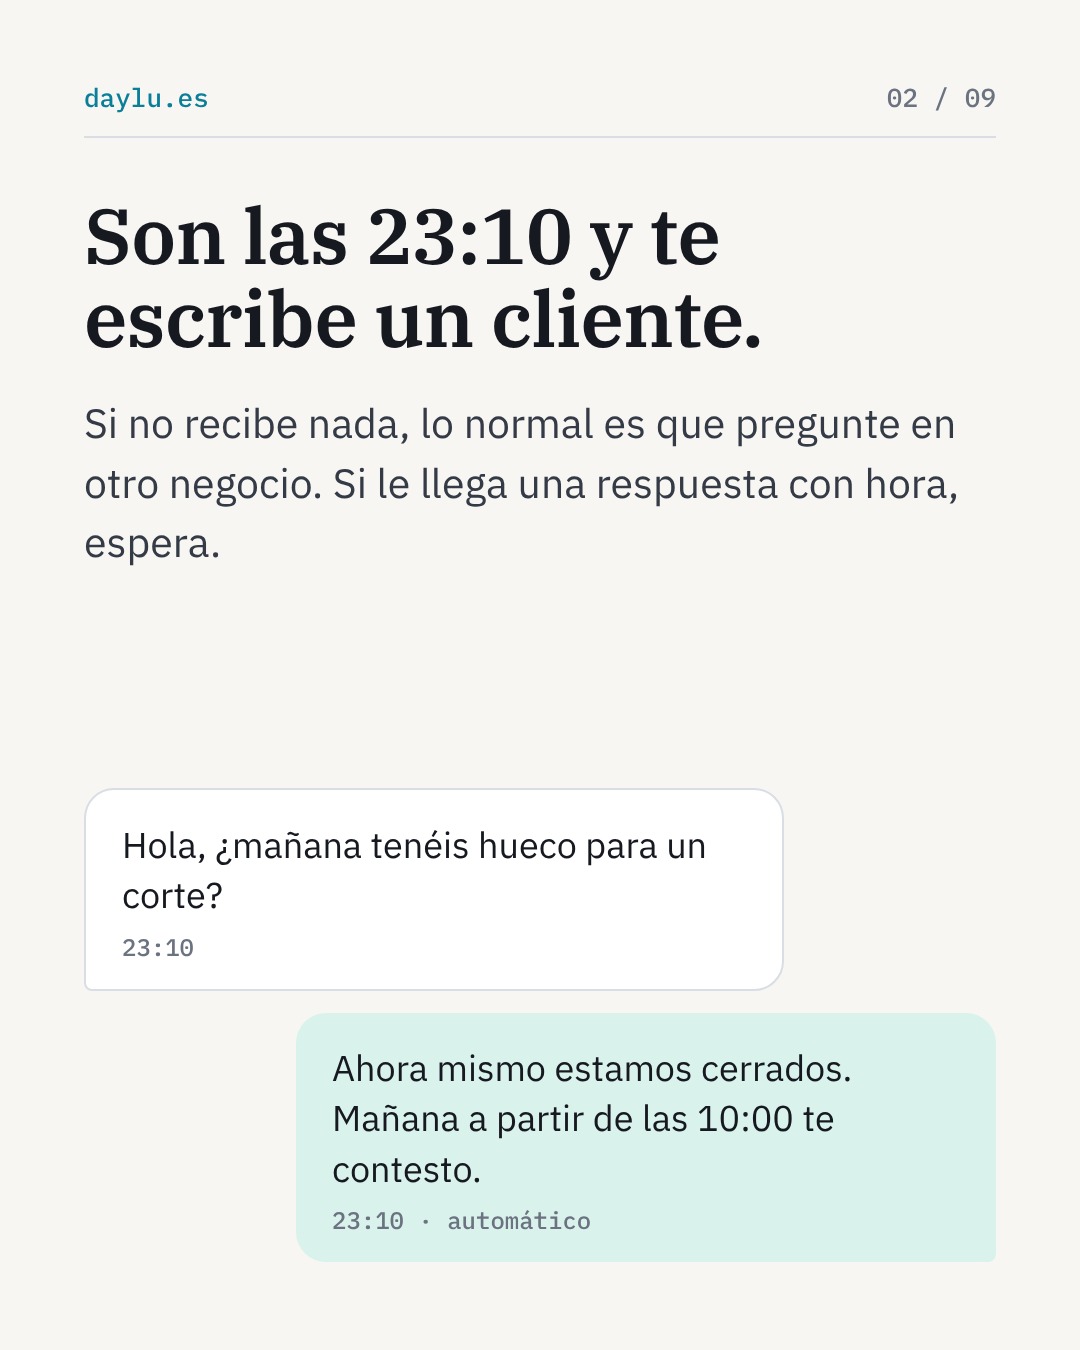 daylu.es
02 / 09
Son las 23:10 y te
escribe un cliente.
Si no recibe nada, lo normal es que pregunte en
otro negocio. Si le llega una respuesta con hora,
espera.
Hola, ¿mañana tenéis hueco para un
corte?
23:10
Ahora mismo estamos cerrados.
Mañana a partir de las 10:00 te
contesto.
23:10 · automático